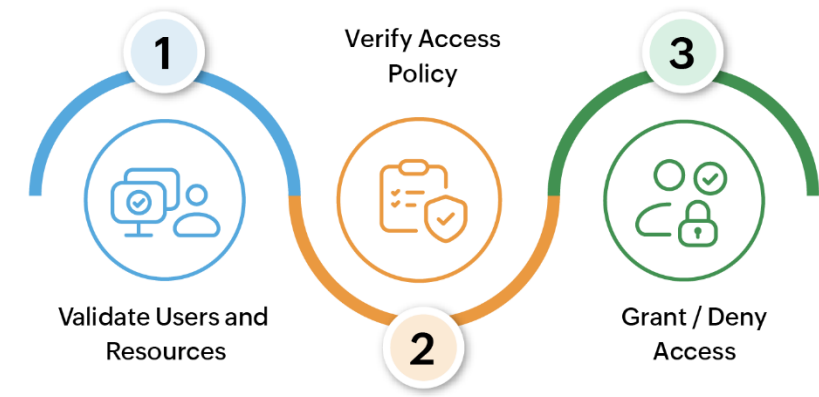 1
Validate Users and
Resources
Verify Access
Policy
2
3
Grant / Deny
Access